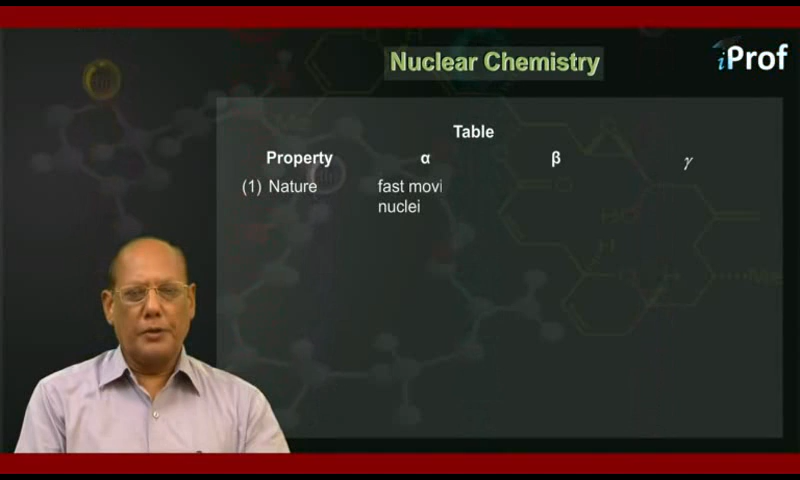 Nuclear Chemistry
iProf
Table
Property α β γ
(1) Nature fast movi
nuclei